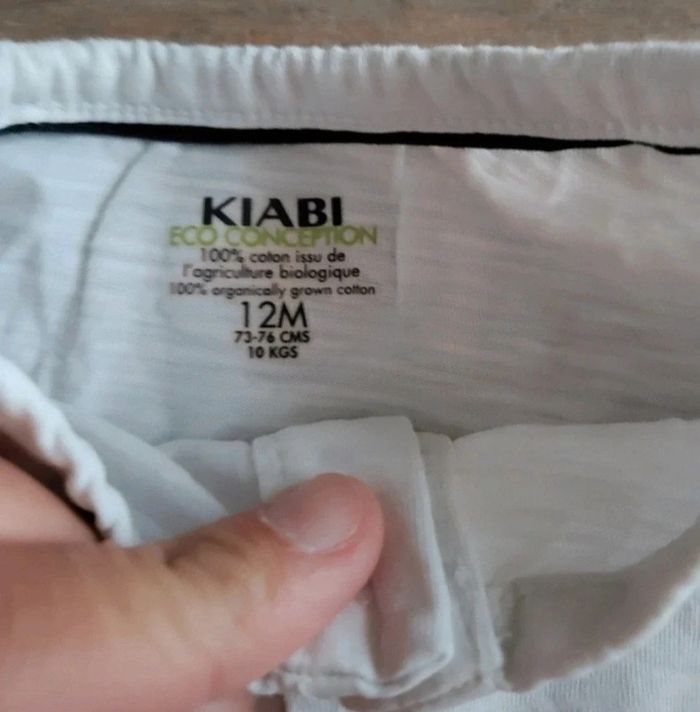 KIABI
ECO CONCEPTION
100% coton issu de
l'agriculture biologique
100% organically grown cotton
12M
73-76 CMS
10 KGS